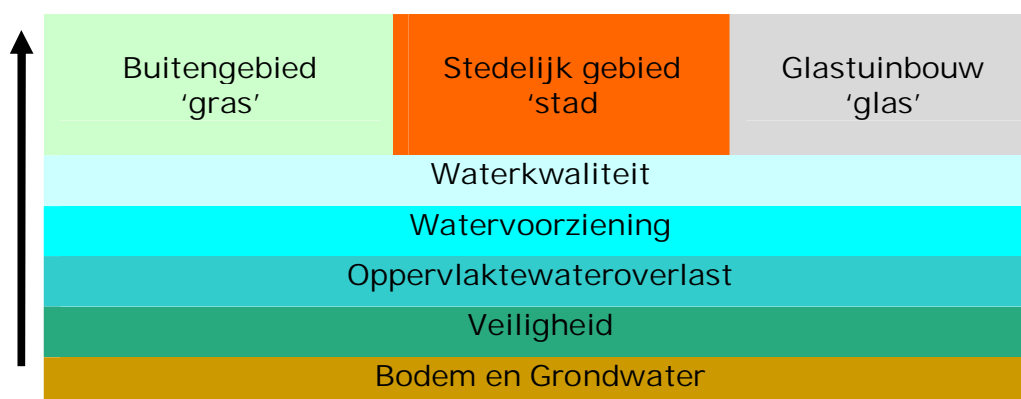 Buitengebied
‘gras’
Stedelijk gebied
‘stad
Glastuinbouw
‘glas’
Waterkwaliteit
Watervoorziening
Oppervlaktewateroverlast
Veiligheid
Bodem en Grondwater